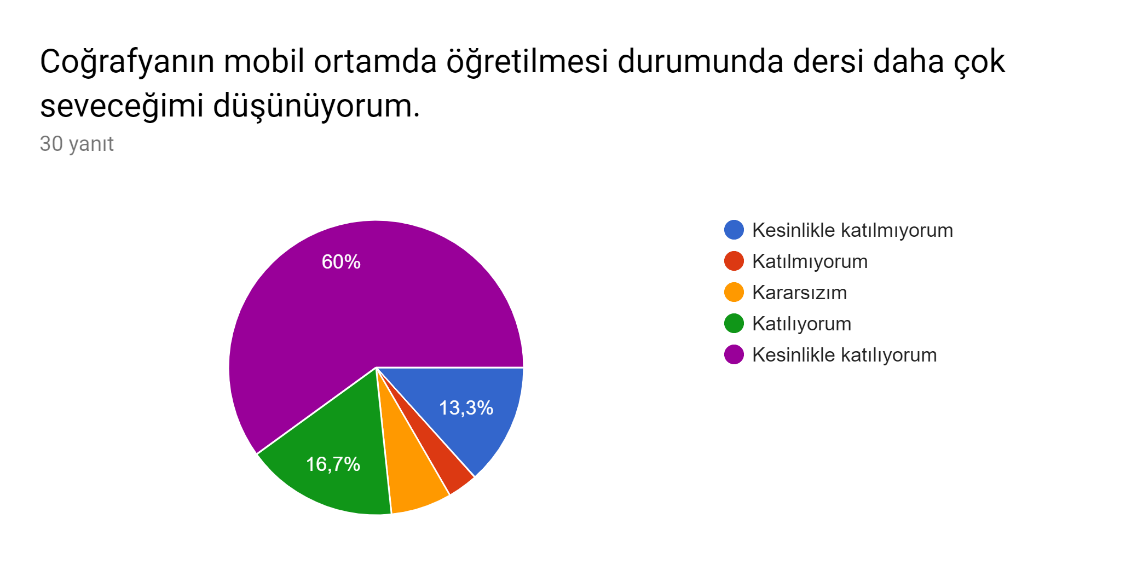 Coğrafyanın mobil ortamda öğretilmesi durumunda dersi daha çok
seveceğimi düşünüyorum.
30 yanıt
60%
13,3%
16,7%
Kesinlikle katılmıyorum
Katılmıyorum
Kararsızım
Katılıyorum
Kesinlikle katılıyorum